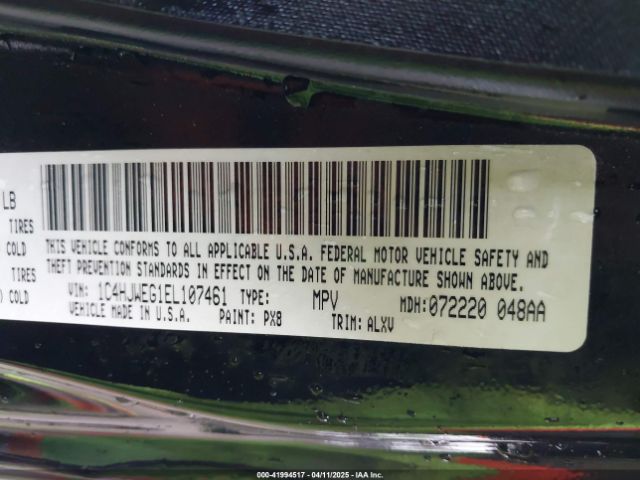 LB
TIRES
COLD
TIRES
) COLD
THIS VEHICLE CONFORMS TO ALL APPLICABLE U.S.A. FEDERAL MOTOR VEHICLE SAFETY AND
THEFT PREVENTION STANDARDS IN EFFECT ON THE DATE OF MANUFACTURE SHOWN ABOVE.
VIN: 1C4HJWEG1EL107461 TYPE: MPV MDH: 072220 048AA
VEHICLE MADE IN U.S.A. PAINT: PX8 TRIM: ALXV
000-41994517 - 04/11/2025 - IAA Inc.